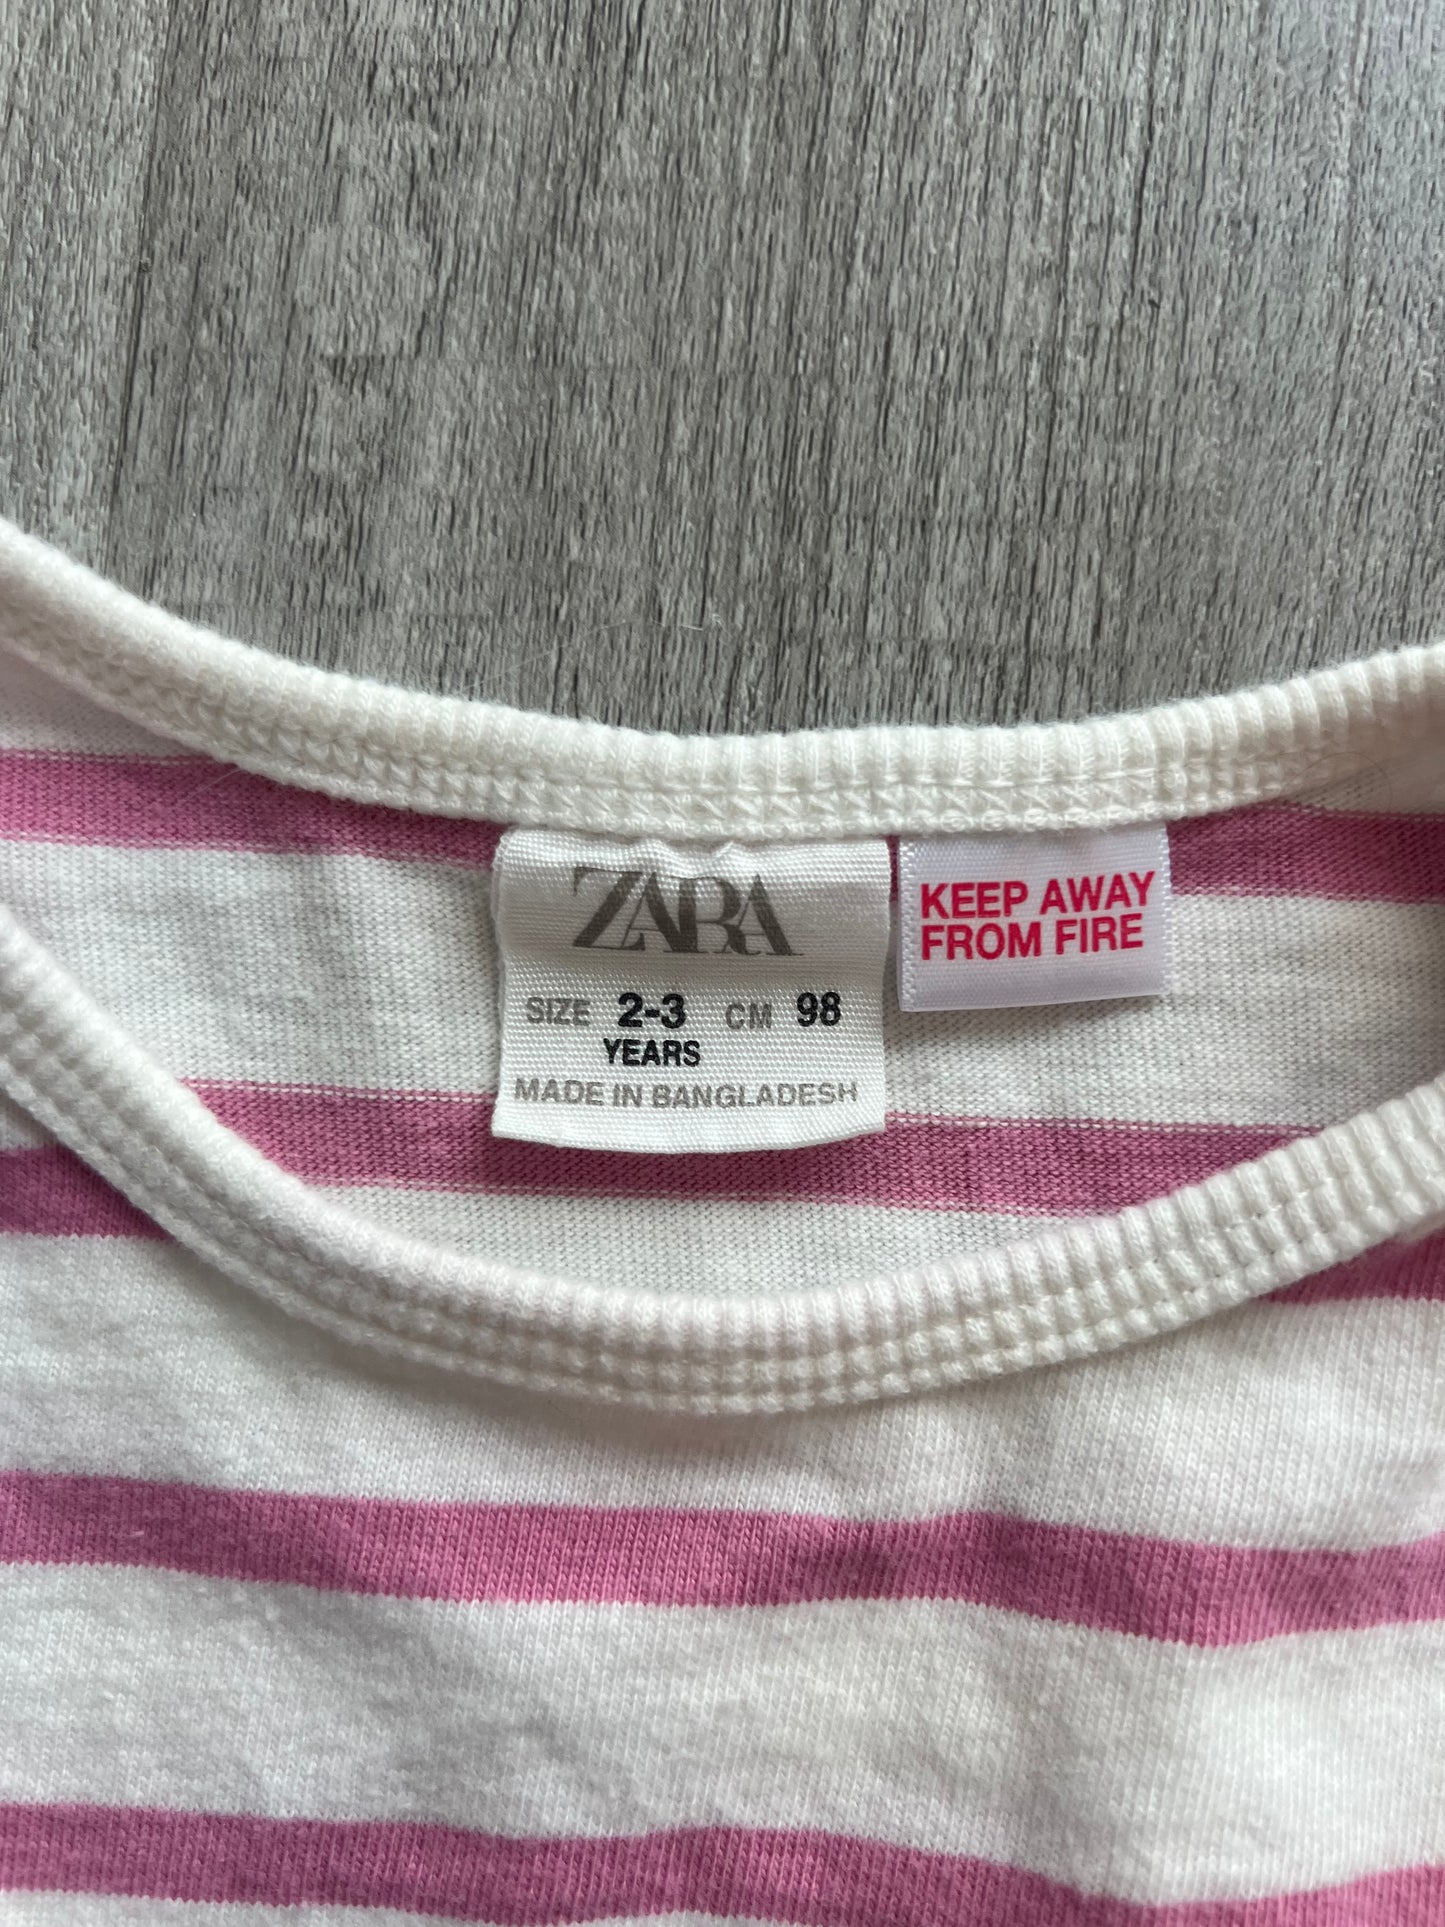 ZARA
SIZE 2-3 CM 98
YEARS
MADE IN BANGLADESH
KEEP AWAY
FROM FIRE